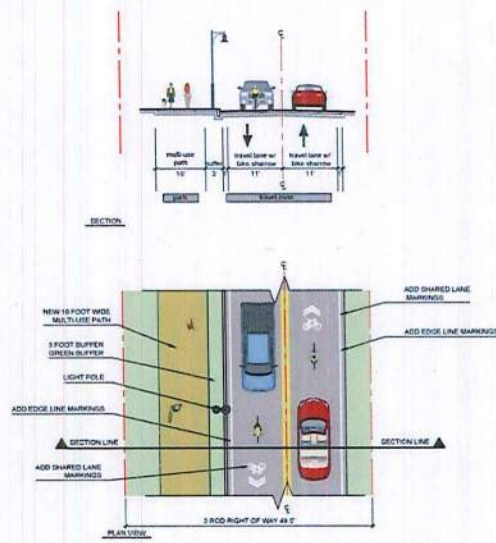 multi-use
path
buffer
travel lane w/
bike sharrow
travel lane w/
bike sharrow
10'
3'
11'
11'
path
SECTION
NEW 10 FOOT WIDE
MULTI-USE PATH
3 FOOT BUFFER
GREEN BUFFER
LIGHT POLE
ADD EDGE LINE MARKINGS
SECTION LINE
ADD SHARED LANE
MARKINGS
ADD SHARED LANE
MARKINGS
ADD EDGE LINE MARKINGS
SECTION LINE
3 ROD RIGHT OF WAY 49.5'
PLAN VIEW